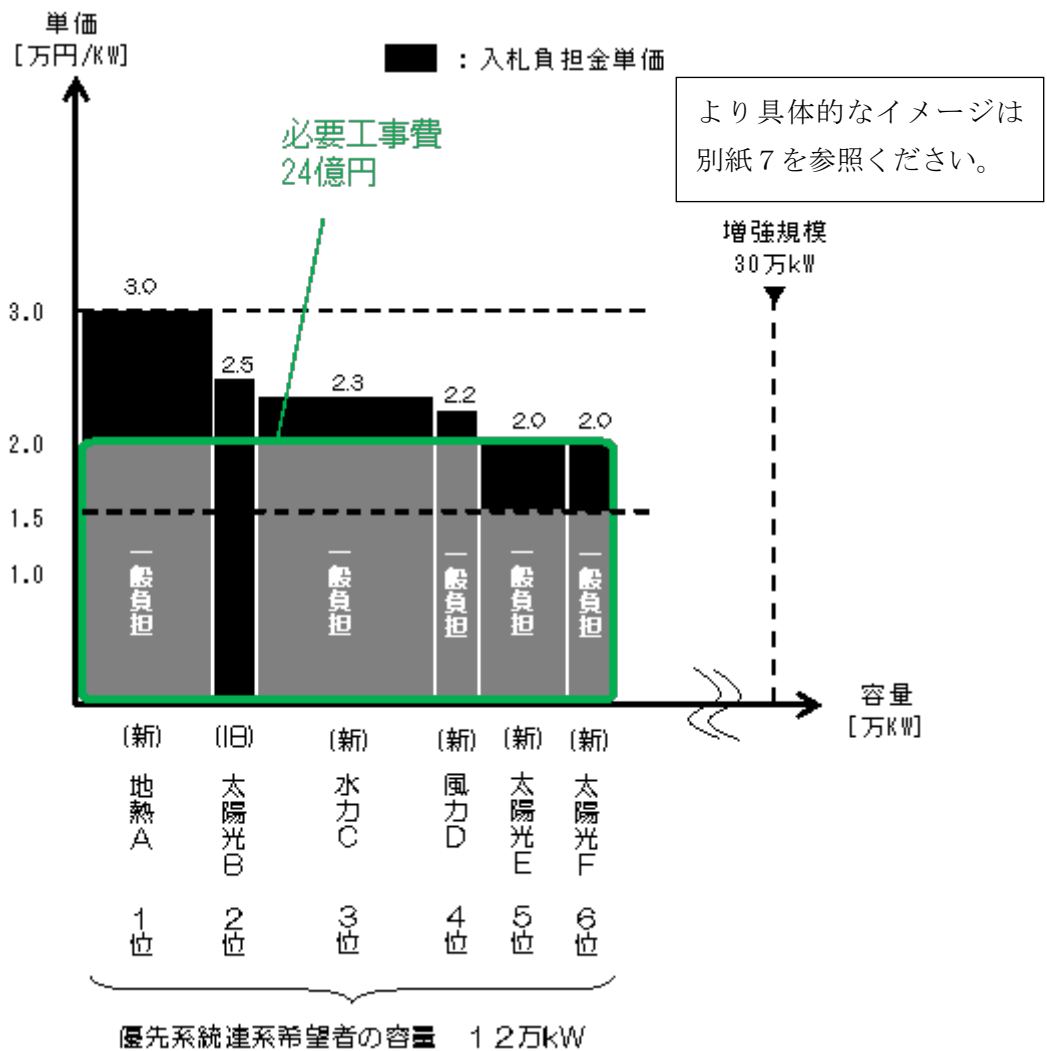 単価
[万円/KW]
■：入札負担金単価
より具体的なイメージは
別紙７を参照ください。
必要工事費
24億円
増強規模
30万kW
3.0
2.5
2.3
2.2
2.0
2.0
3.0
2.0
1.5
1.0
一般負担
一般負担
一般負担
一般負担
一般負担
容量
[万KW]
(新)
(旧)
(新)
(新)
(新)
(新)
地熱A
太陽光B
水力C
風力D
太陽光E
太陽光F
1位
2位
3位
4位
5位
6位
優先系統連系希望者の容量　１２万kW